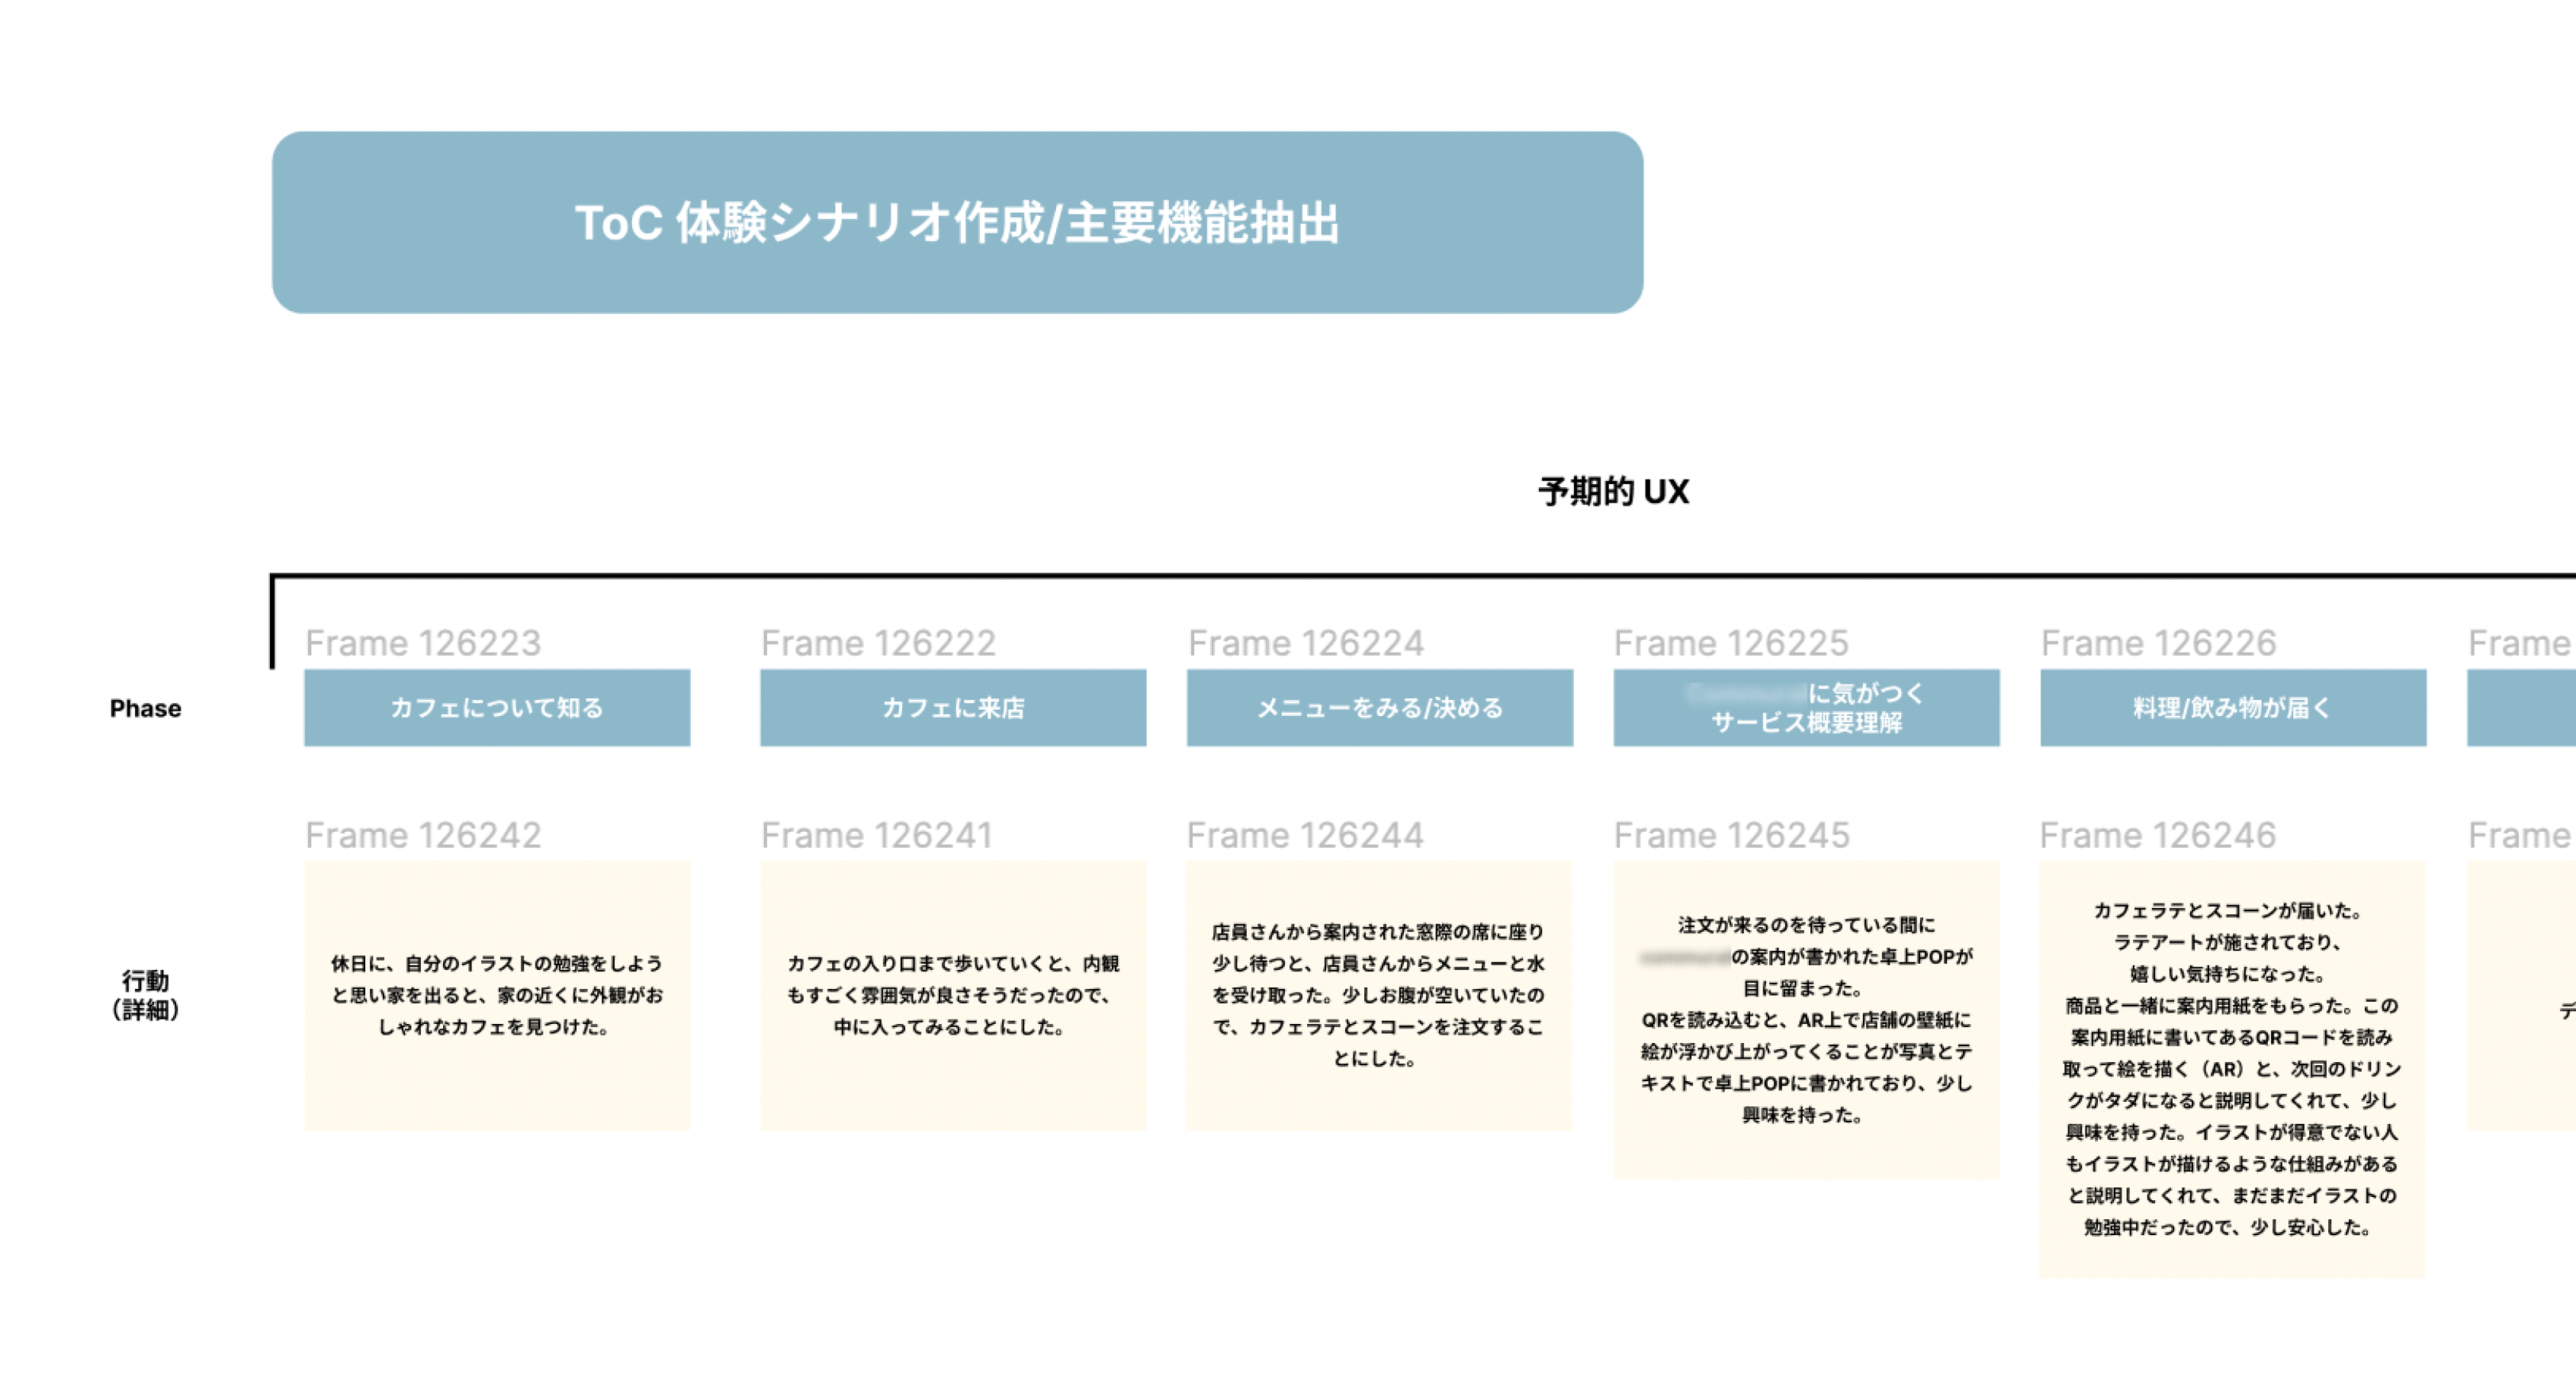 ToC 体験シナリオ作成/主要機能抽出
予期的 UX
Frame 126223
Frame 126222
Frame 126224
Frame 126225
Frame 126226
Frame
Phase
カフェについて知る
カフェに来店
メニューをみる/決める
に気がつく
サービス概要理解
料理/飲み物が届く
Frame 126242
Frame 126241
Frame 126244
Frame 126245
Frame 126246
Frame
行動
（詳細）
休日に、自分のイラストの勉強をしよう
と思い家を出ると、家の近くに外観がお
しゃれなカフェを見つけた。
カフェの入り口まで歩いていくと、内観
もすごく雰囲気が良さそうだったので、
中に入ってみることにした。
店員さんから案内された窓際の席に座り
少し待つと、店員さんからメニューと水
を受け取った。少しお腹が空いていたの
で、カフェラテとスコーンを注文するこ
とにした。
注文が来るのを待っている間に
の案内が書かれた卓上POPが
目に留まった。
QRを読み込むと、AR上で店舗の壁紙に
絵が浮かび上がってくることが写真とテ
キストで卓上POPに書かれており、少し
興味を持った。
カフェラテとスコーンが届いた。
ラテアートが施されており、
嬉しい気持ちになった。
商品と一緒に案内用紙をもらった。この
案内用紙に書いてあるQRコードを読み
取って絵を描く（AR）と、次回のドリン
クがタダになると説明してくれて、少し
興味を持った。イラストが得意でない人
もイラストが描けるような仕組みがある
と説明してくれて、まだまだイラストの
勉強中だったので、少し安心した。